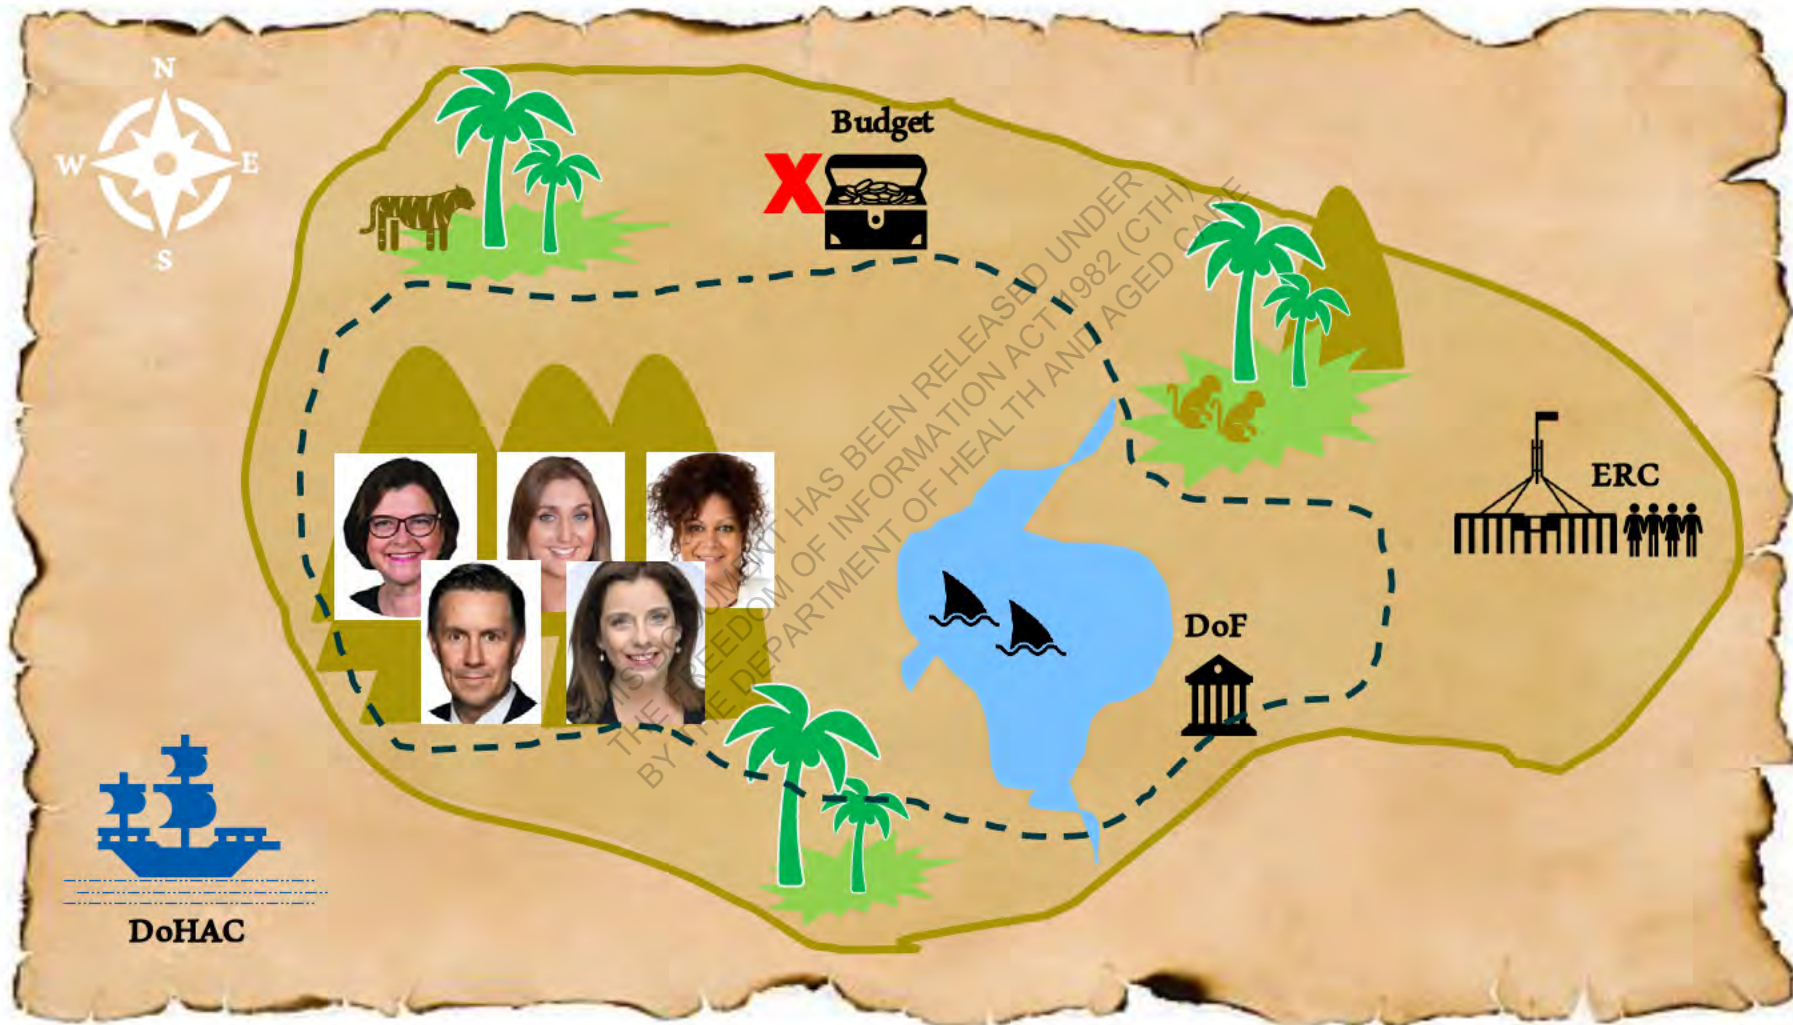 N
W E
S
Budget
X
ERC
DoF
DoHAC
THIS DOCUMENT HAS BEEN RELEASED UNDER
THE FREEDOM OF INFORMATION ACT 1982 (CTH)
BY THE DEPARTMENT OF HEALTH AND AGED CARE